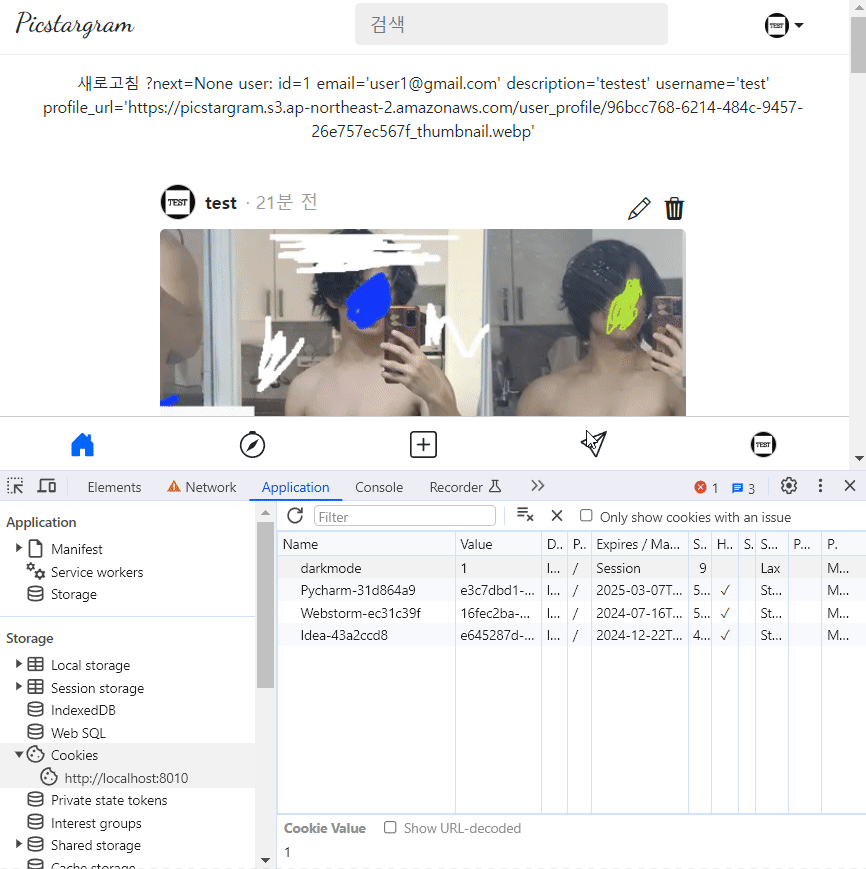 Picstargram
검색
TEST
새로고침 ?next=None user: id=1 email='user1@gmail.com' description='testest' username='test'
profile_url='https://picstargram.s3.ap-northeast-2.amazonaws.com/user_profile/96bcc768-6214-484c-9457-
26e757ec567f_thumbnail.webp'
TEST test · 21분 전
TEST
Elements Network Application Console Recorder 1 3
Application
Manifest
Service workers
Storage
Storage
Local storage
Session storage
IndexedDB
Web SQL
Cookies
http://localhost:8010
Private state tokens
Interest groups
Shared storage
Cache storage
Filter Only show cookies with an issue
Name Value D.. P.. Expires / Ma... S.. H.. S. S... P... P.
darkmode 1 l... / Session 9 Lax M...
Pycharm-31d864a9 e3c7dbd1-... l... / 2025-03-07T... 5... ✓ St... M...
Webstorm-ec31c39f 16fec2ba-... l... / 2024-07-16T... 5... ✓ St... M...
Idea-43a2ccd8 e645287d-... l... / 2024-12-22T... 4... ✓ St... M...
Cookie Value Show URL-decoded
1